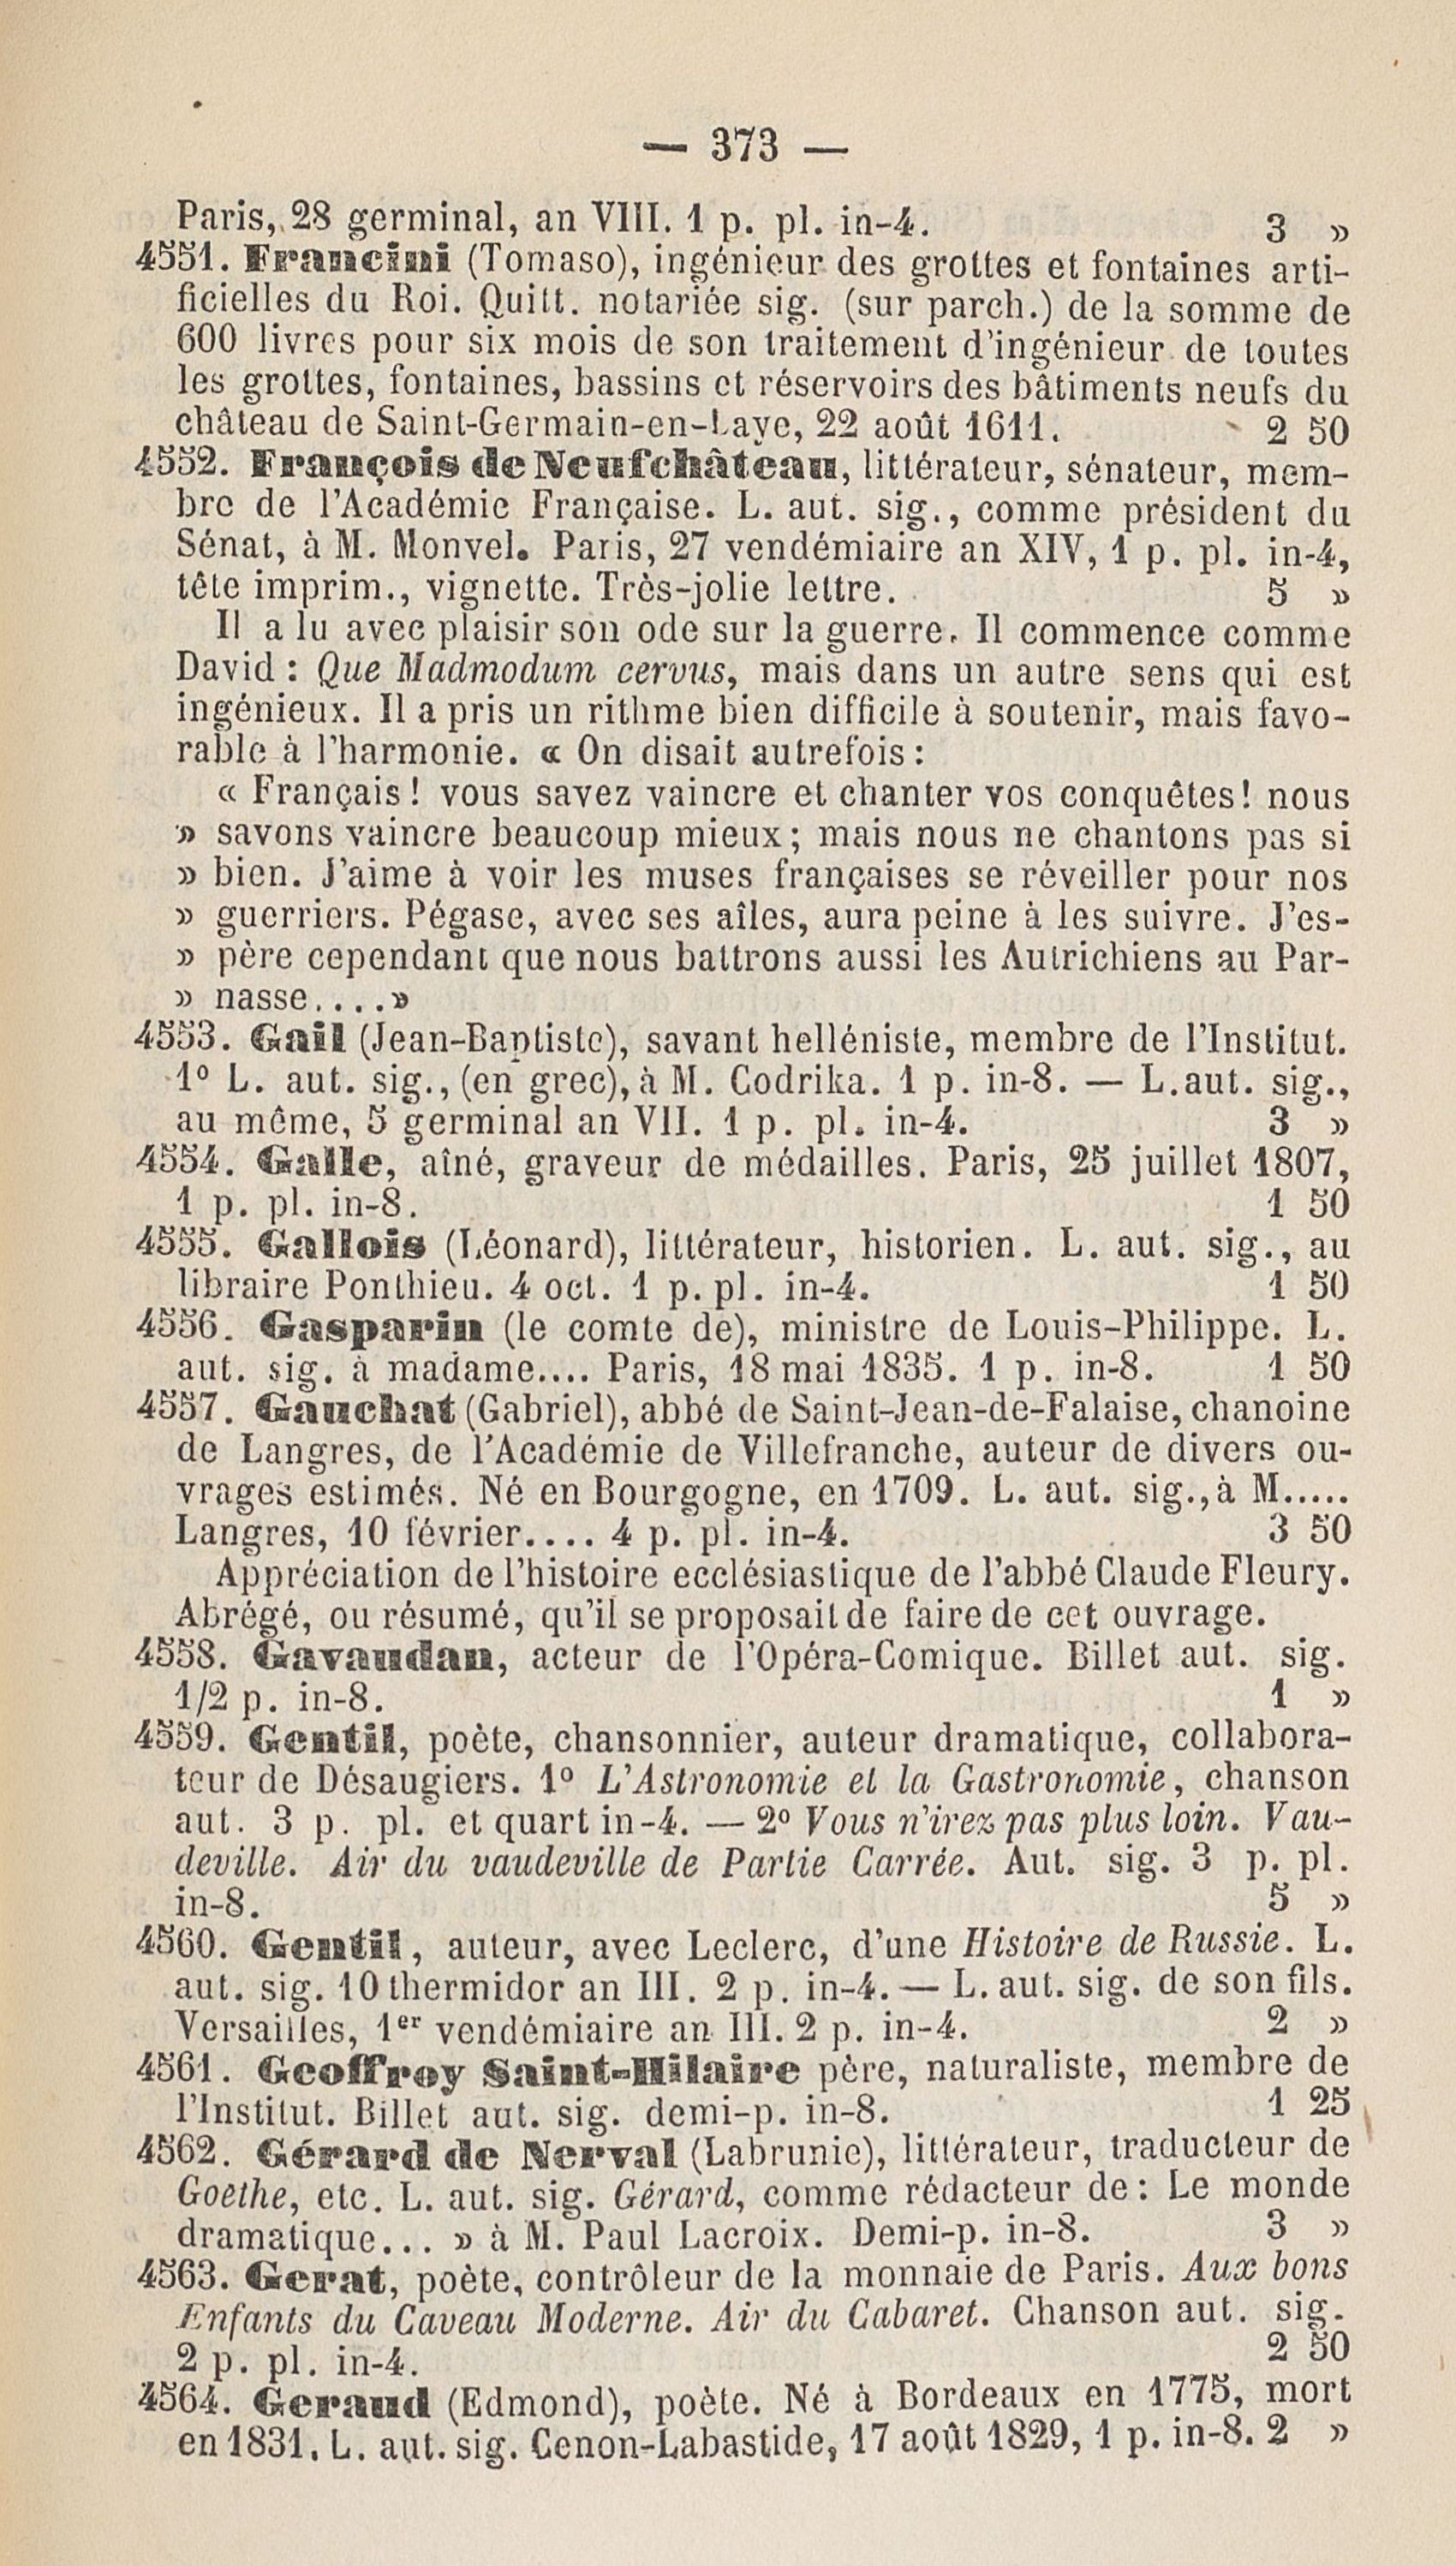 — 373 —
Paris, 28 germinal, an VIII. 1 p. pl. in-4. 3 »
4551. Francini (Tomaso), ingénieur des grottes et fontaines arti-
ficielles du Roi. Quitt. notariée sig. (sur parch.) de la somme de
600 livres pour six mois de son traitement d'ingénieur de toutes
les grottes, fontaines, bassins et réservoirs des bâtiments neufs du
château de Saint-Germain-en-Laye, 22 août 1611. 2 50
4552. François de Neufchâteau, littérateur, sénateur, mem-
bre de l'Académie Française. L. aut. sig., comme président du
Sénat, à M. Monvel. Paris, 27 vendémiaire an XIV, 1 p. pl. in-4,
tête imprim., vignette. Très-jolie lettre. 5 »
Il a lu avec plaisir son ode sur la guerre. Il commence comme
David : Que Madmodum cervus, mais dans un autre sens qui est
ingénieux. Il a pris un rithme bien difficile à soutenir, mais favo-
rable à l'harmonie. « On disait autrefois :
« Français ! vous savez vaincre et chanter vos conquêtes! nous
» savons vaincre beaucoup mieux ; mais nous ne chantons pas si
» bien. J'aime à voir les muses françaises se réveiller pour nos
» guerriers. Pégase, avec ses aîles, aura peine à les suivre. J'es-
» père cependant que nous battrons aussi les Autrichiens au Par-
» nasse.... »
4553. Gail (Jean-Baptiste), savant helléniste, membre de l'Institut.
1º L. aut. sig., (en grec), à M. Codrika. 1 p. in-8. — L. aut. sig.,
au même, 5 germinal an VII. 1 p. pl. in-4. 3 »
4554. Galle, aîné, graveur de médailles. Paris, 25 juillet 1807,
1 p. pl. in-8. 1 50
4555. Gallois (Léonard), littérateur, historien. L. aut. sig., au
libraire Ponthieu. 4 oct. 1 p. pl. in-4. 1 50
4556. Gasparin (le comte de), ministre de Louis-Philippe. L.
aut. sig. à madame.... Paris, 18 mai 1835. 1 p. in-8. 1 50
4557. Gauchat (Gabriel), abbé de Saint-Jean-de-Falaise, chanoine
de Langres, de l'Académie de Villefranche, auteur de divers ou-
vrages estimés. Né en Bourgogne, en 1709. L. aut. sig., à M.....
Langres, 10 février.... 4 p. pl. in-4. 3 50
Appréciation de l'histoire ecclésiastique de l'abbé Claude Fleury.
Abrégé, ou résumé, qu'il se proposait de faire de cet ouvrage.
4558. Gavaudan, acteur de l'Opéra-Comique. Billet aut. sig.
1/2 p. in-8. 1 »
4559. Gentil, poète, chansonnier, auteur dramatique, collabora-
teur de Désaugiers. 1º L'Astronomie et la Gastronomie, chanson
aut. 3 p. pl. et quart in-4. — 2º Vous n'irez pas plus loin. Vau-
deville. Air du vaudeville de Partie Carrée. Aut. sig. 3 p. pl.
in-8. 5 »
4560. Gentil, auteur, avec Leclerc, d'une Histoire de Russie. L.
aut. sig. 10 thermidor an III. 2 p. in-4. — L. aut. sig. de son fils.
Versailles, 1er vendémiaire an III. 2 p. in-4. 2 »
4561. Geoffroy Saint-Hilaire père, naturaliste, membre de
l'Institut. Billet aut. sig. demi-p. in-8. 1 25
4562. Gérard de Nerval (Labrunie), littérateur, traducteur de
Goëthe, etc. L. aut. sig. Gérard, comme rédacteur de : Le monde
dramatique... » à M. Paul Lacroix. Demi-p. in-8. 3 »
4563. Gerat, poète, contrôleur de la monnaie de Paris. Aux bons
Enfants du Caveau Moderne. Air du Cabaret. Chanson aut. sig.
2 p. pl. in-4. 2 50
4564. Geraud (Edmond), poète. Né à Bordeaux en 1775, mort
en 1831. L. aut. sig. Cenon-Labastide, 17 août 1829, 1 p. in-8. 2 »